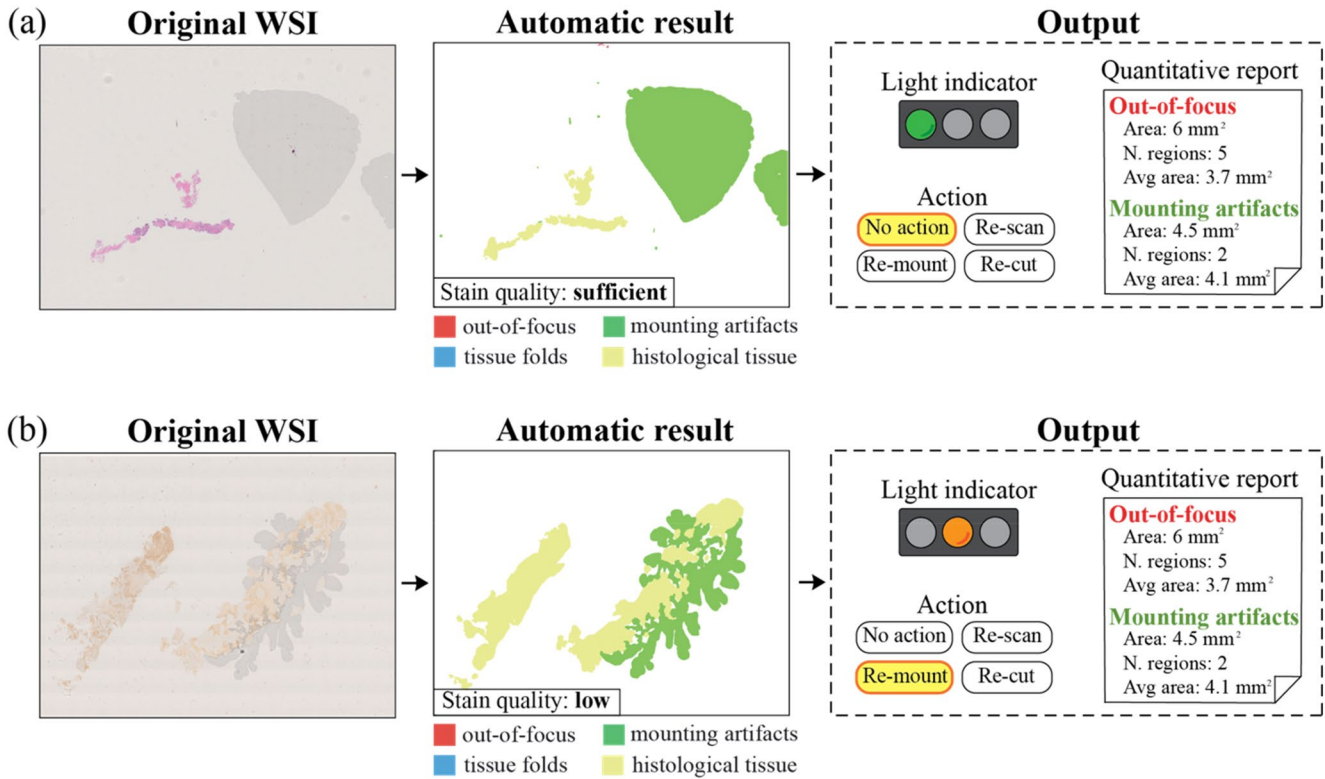 (a)
Original WSI
Automatic result
Output
Stain quality: sufficient
out-of-focus
mounting artifacts
tissue folds
histological tissue
Light indicator
Action
No action
Re-scan
Re-mount
Re-cut
Quantitative report
Out-of-focus
Area: 6 mm²
N. regions: 5
Avg area: 3.7 mm²
Mounting artifacts
Area: 4.5 mm²
N. regions: 2
Avg area: 4.1 mm²
(b)
Original WSI
Automatic result
Output
Stain quality: low
out-of-focus
mounting artifacts
tissue folds
histological tissue
Light indicator
Action
No action
Re-scan
Re-mount
Re-cut
Quantitative report
Out-of-focus
Area: 6 mm²
N. regions: 5
Avg area: 3.7 mm²
Mounting artifacts
Area: 4.5 mm²
N. regions: 2
Avg area: 4.1 mm²